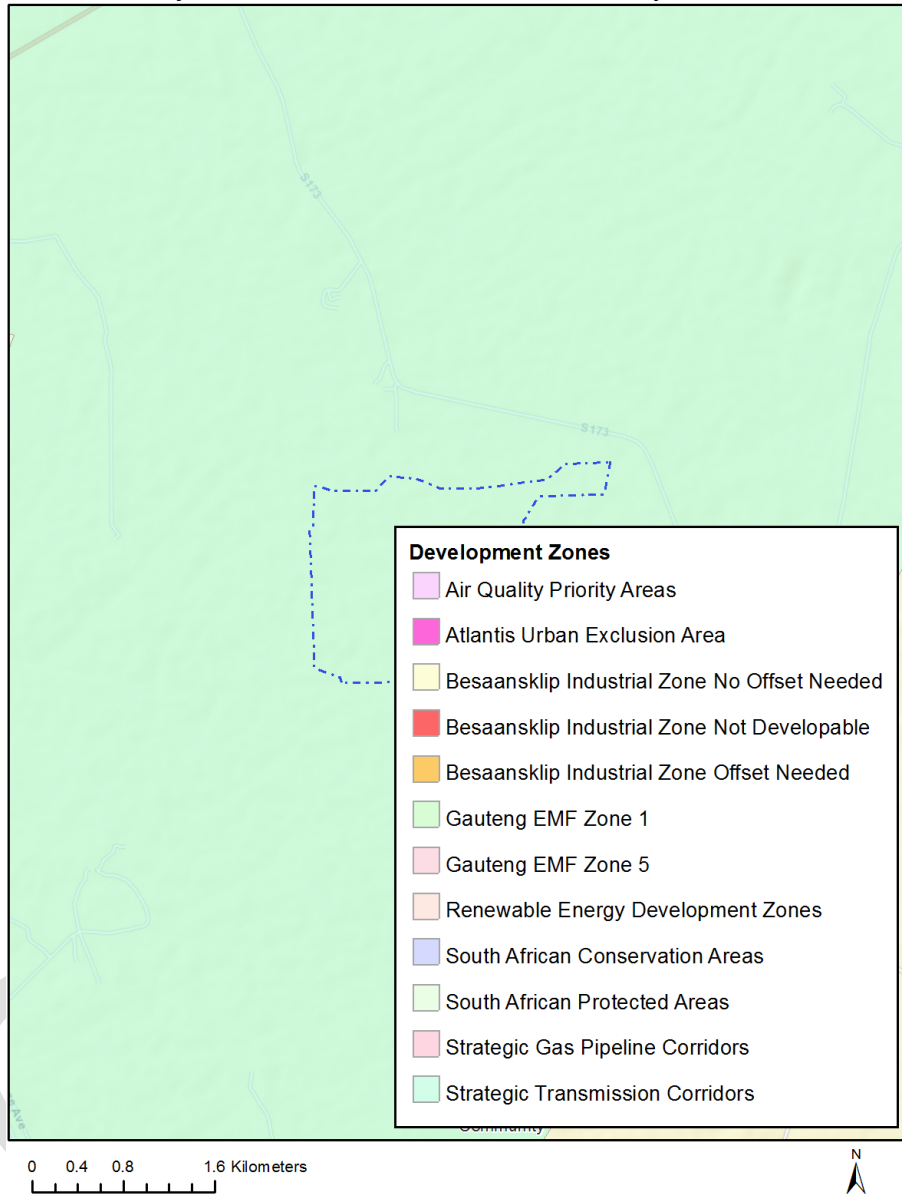 S173
S173
Development Zones
Air Quality Priority Areas
Atlantis Urban Exclusion Area
Besaansklip Industrial Zone No Offset Needed
Besaansklip Industrial Zone Not Developable
Besaansklip Industrial Zone Offset Needed
Gauteng EMF Zone 1
Gauteng EMF Zone 5
Renewable Energy Development Zones
South African Conservation Areas
South African Protected Areas
Strategic Gas Pipeline Corridors
Strategic Transmission Corridors
Ave
Community
0 0.4 0.8 1.6 Kilometers
N